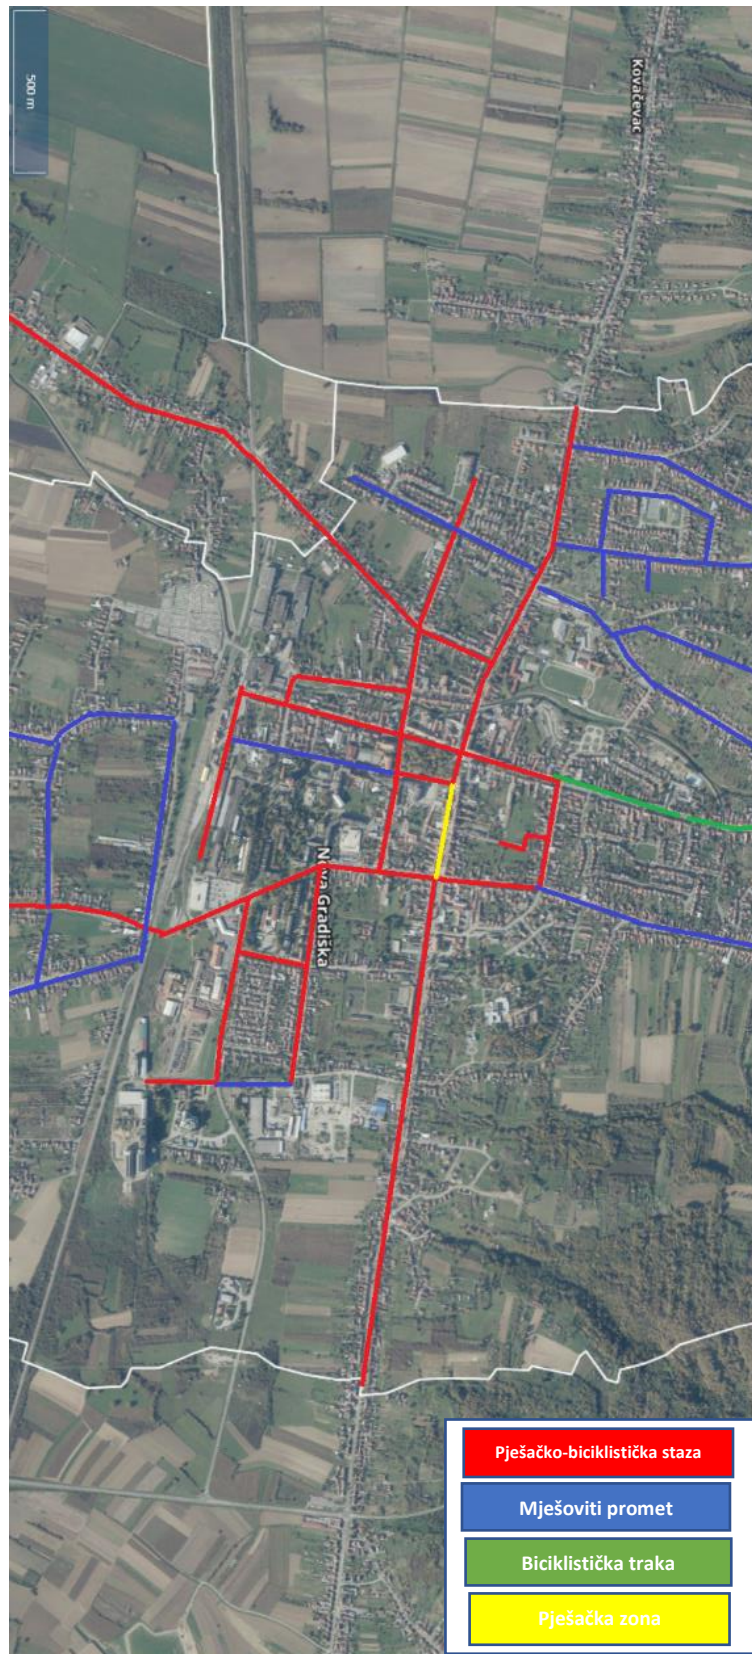 500 m
Kovačevac
Nova Gradiška
Pješačko-biciklistička staza
Mješoviti promet
Biciklistička traka
Pješačka zona